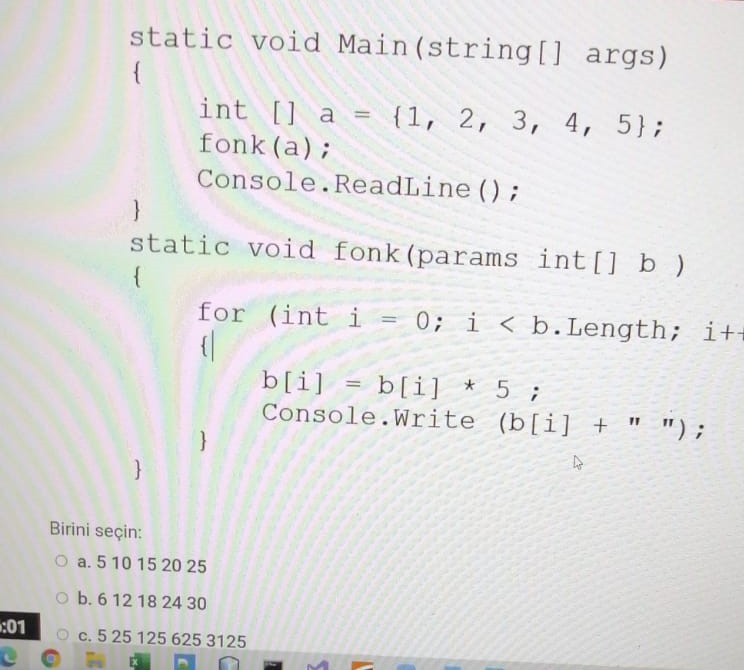 static void Main(string[] args)
{
int [] a = {1, 2, 3, 4, 5};
fonk(a);
Console.ReadLine();
}
static void fonk(params int[] b )
{
for (int i = 0; i < b.Length; i++
{
b[i] = b[i] * 5 ;
Console.Write (b[i] + " ");
}
}
Birini seçin:
a. 5 10 15 20 25
b. 6 12 18 24 30
:01
c. 5 25 125 625 3125